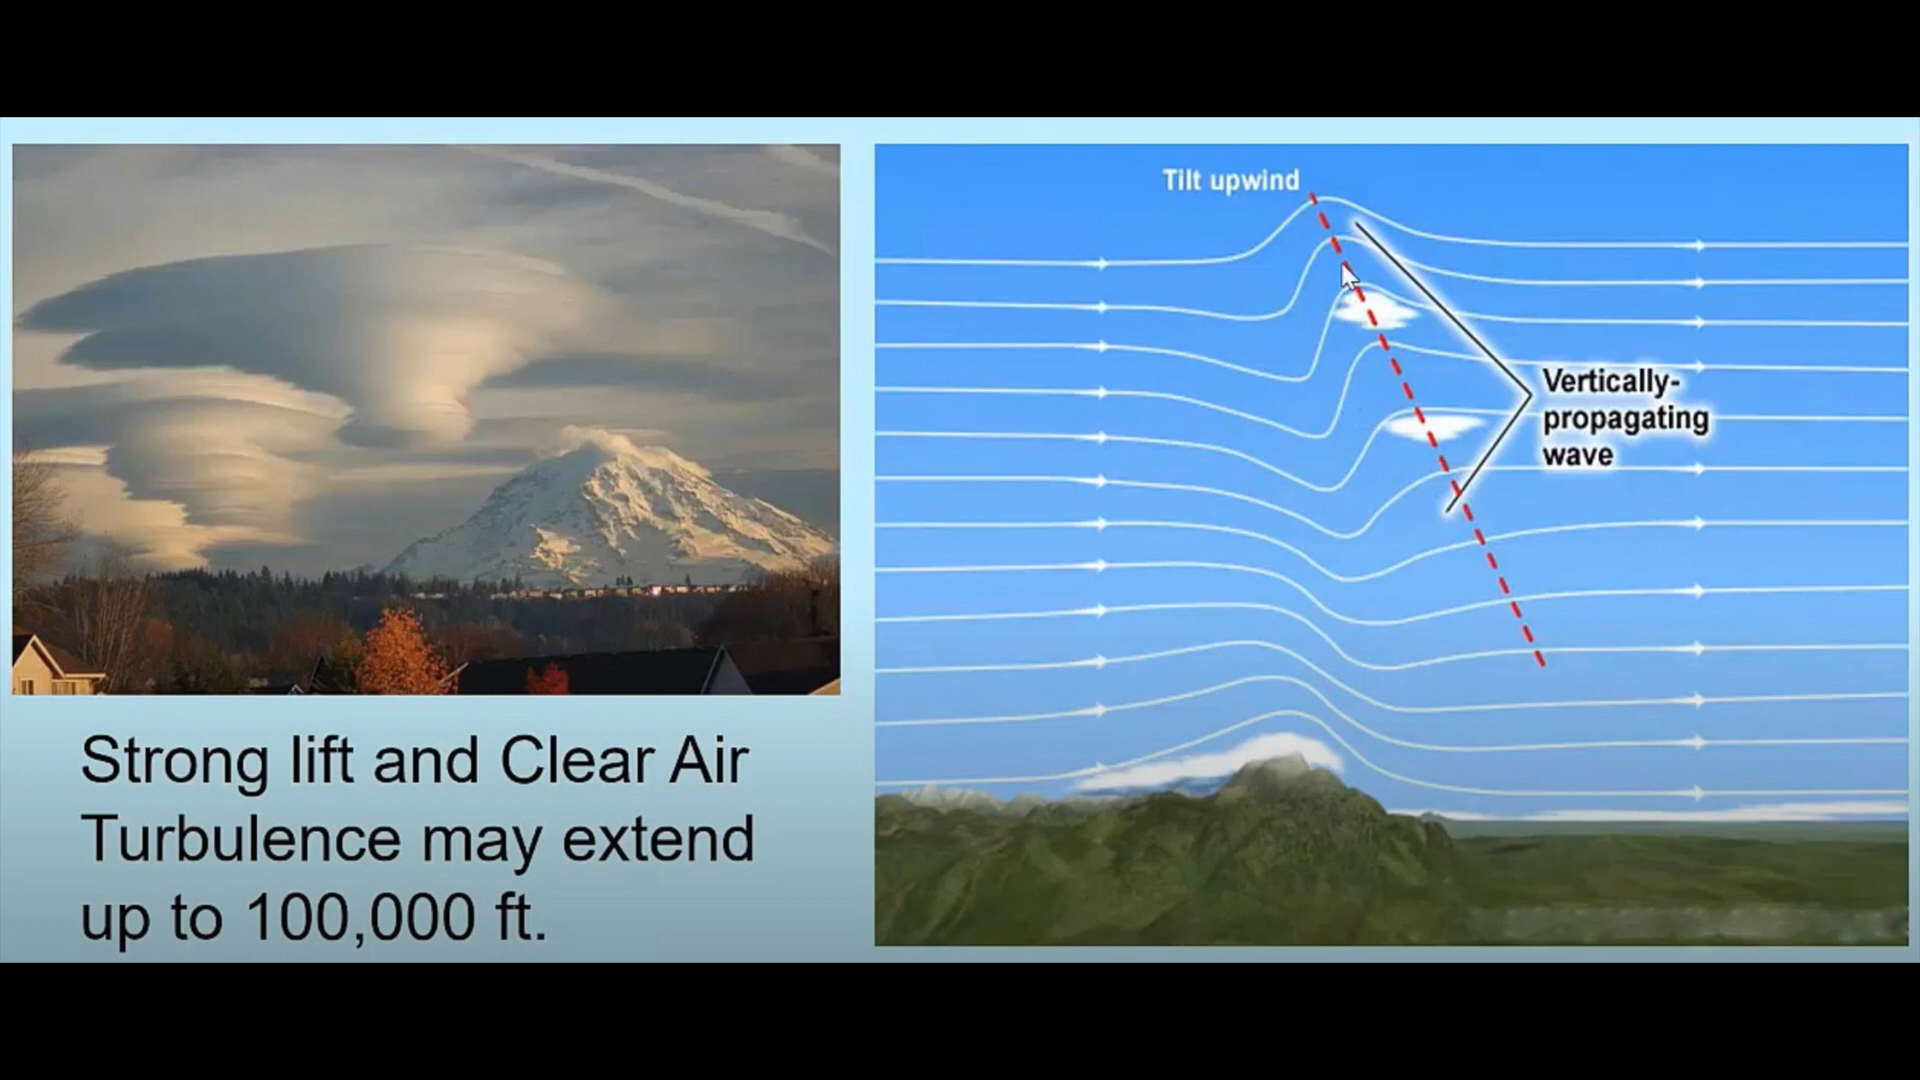 Tilt upwind
Vertically-
propagating
wave
Strong lift and Clear Air
Turbulence may extend
up to 100,000 ft.